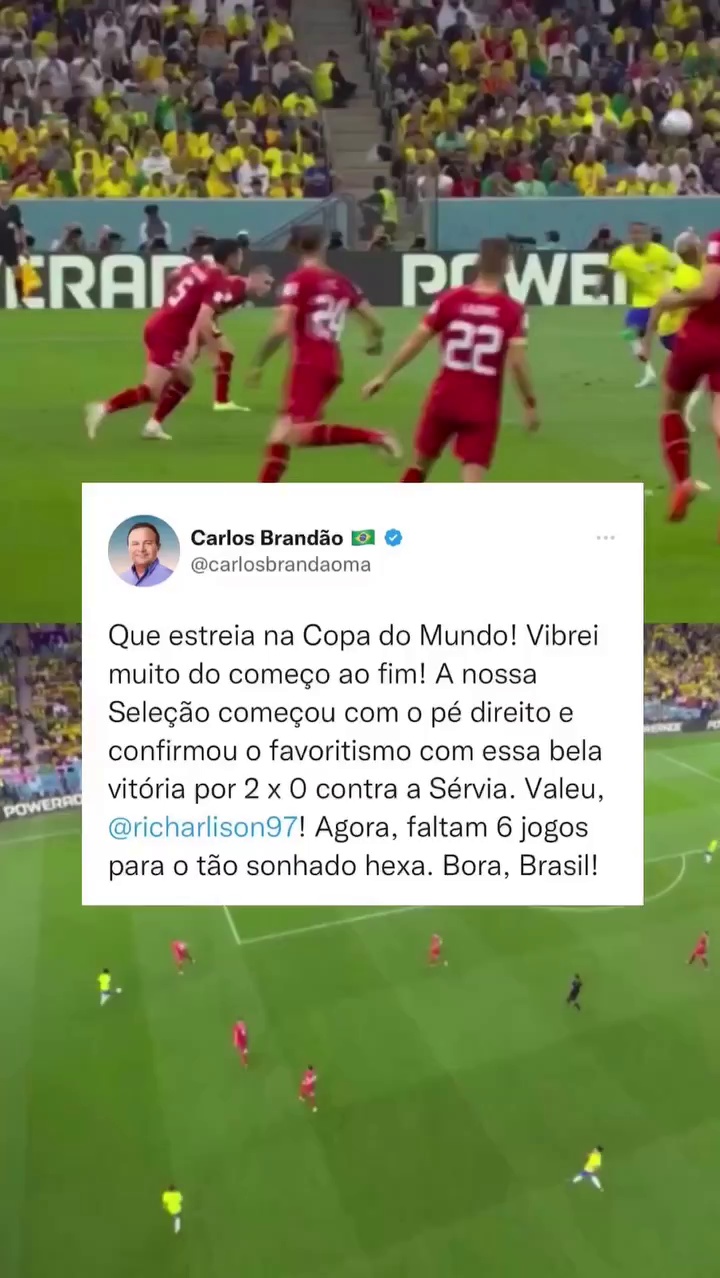 ERAD
POWE
5
24
22
Carlos Brandão
@carlosbrandaoma
Que estreia na Copa do Mundo! Vibrei
muito do começo ao fim! A nossa
Seleção começou com o pé direito e
confirmou o favoritismo com essa bela
vitória por 2 x 0 contra a Sérvia. Valeu,
@richarlison97! Agora, faltam 6 jogos
para o tão sonhado hexa. Bora, Brasil!
POWERAD